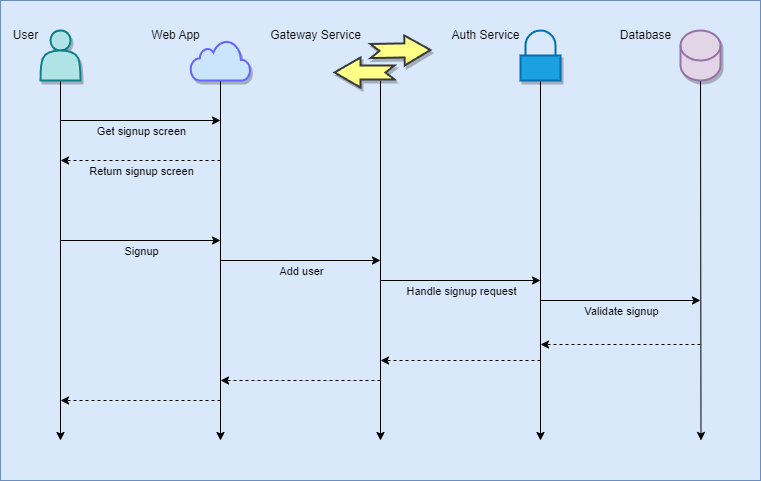 User
Web App
Gateway Service
Auth Service
Database
Get signup screen
Return signup screen
Signup
Add user
Handle signup request
Validate signup